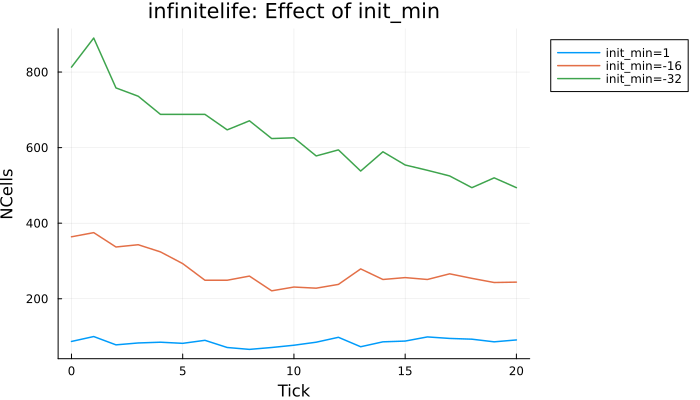 infinitelife: Effect of init_min
NCells
800
600
400
200
0
5
10
15
20
Tick
init_min=1
init_min=-16
init_min=-32